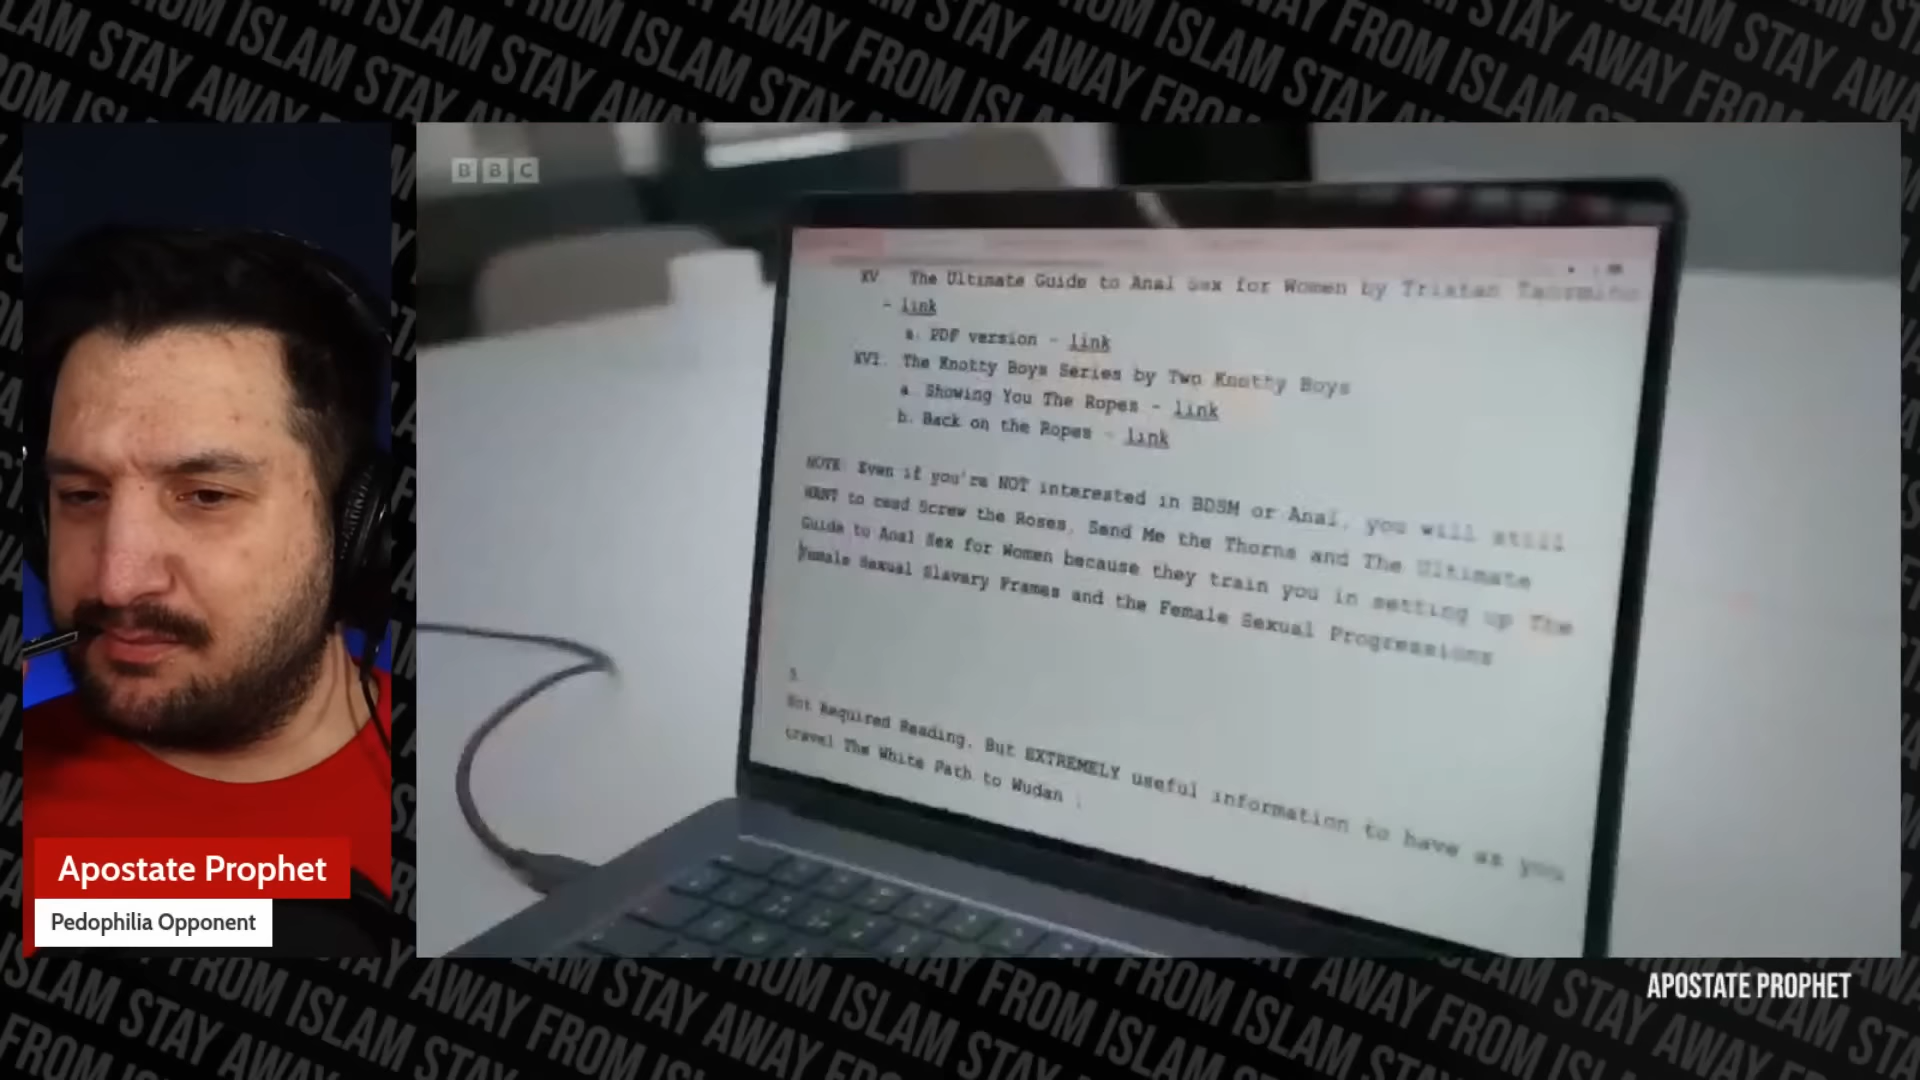 BBC
XV. The Ultimate Guide to Anal Sex for Women by Tristan Taormino
- link
a. PDF version - link
XVI. The Knotty Boys Series by Two Knotty Boys
a. Showing You The Ropes - link
b. Back on the Ropes - link
NOTE: Even if you're NOT interested in BDSM or Anal, you will still
WANT to read Screw the Roses, Send Me the Thorns and The Ultimate
Guide to Anal Sex for Women because they train you in setting up The
Female Sexual Slavery Frames and the Female Sexual Progressions
3.
Not Required Reading, But EXTREMELY useful information to have as you
travel The White Path to Wudan :
Apostate Prophet
Pedophilia Opponent
APOSTATE PROPHET
STAY AWAY FROM ISLAM